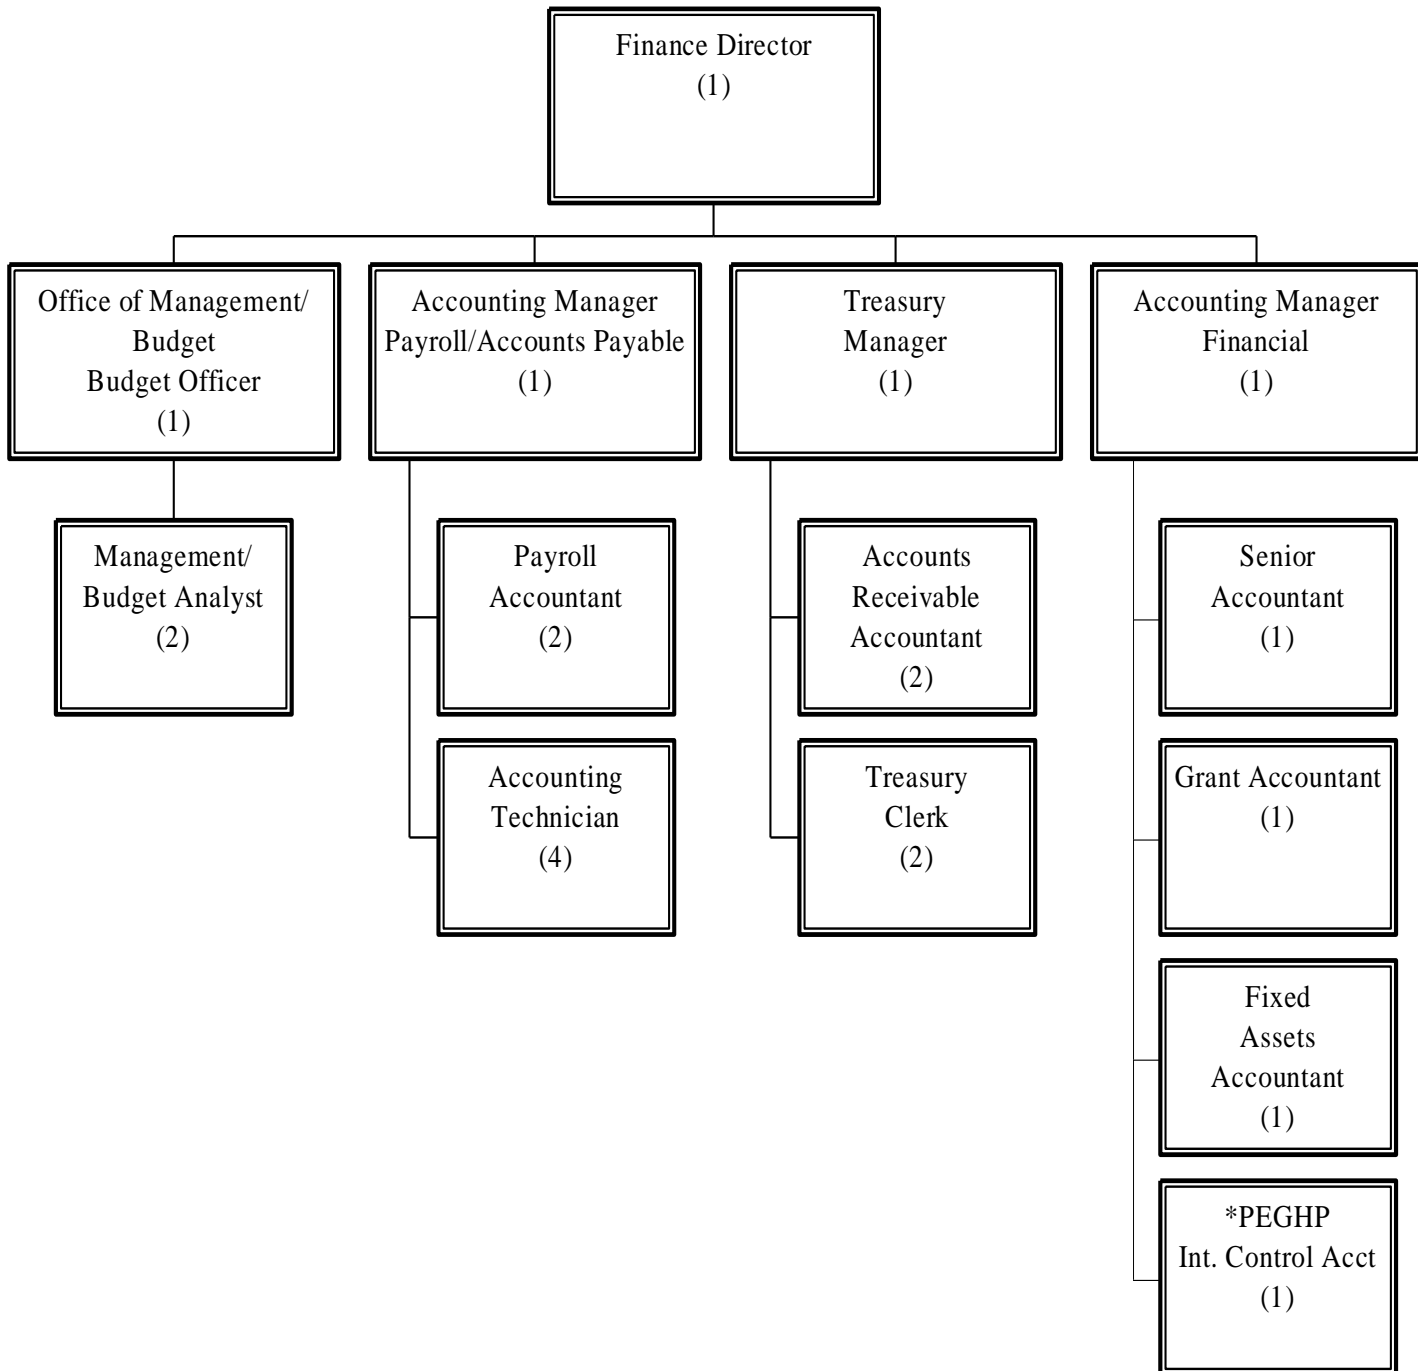 Finance Director
(1)
Office of Management/
Budget
Budget Officer
(1)
Accounting Manager
Payroll/Accounts Payable
(1)
Treasury
Manager
(1)
Accounting Manager
Financial
(1)
Management/
Budget Analyst
(2)
Payroll
Accountant
(2)
Accounts
Receivable
Accountant
(2)
Senior
Accountant
(1)
Accounting
Technician
(4)
Treasury
Clerk
(2)
Grant Accountant
(1)
Fixed
Assets
Accountant
(1)
*PEGHP
Int. Control Acct
(1)